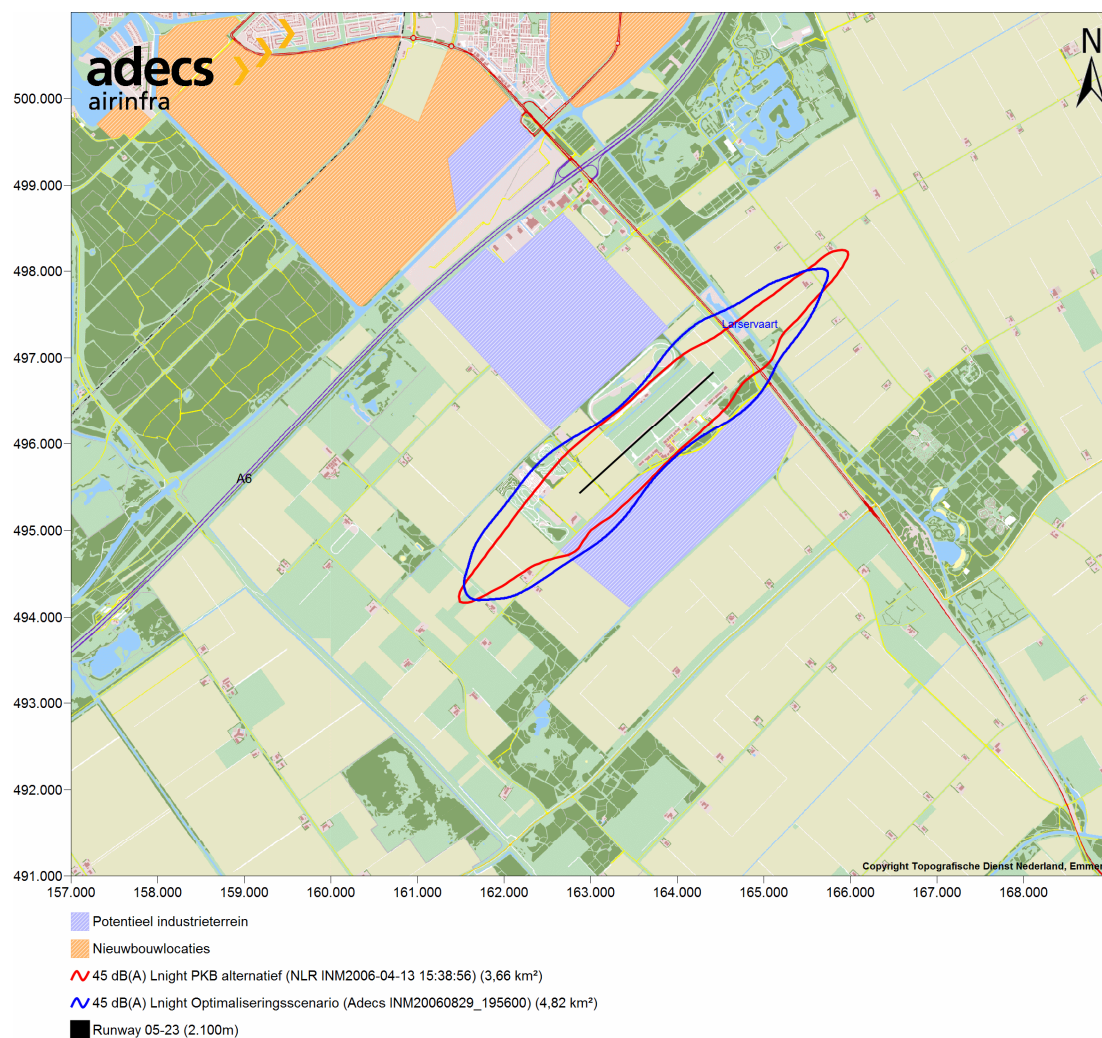 adecs
airinfra
N
500.000
499.000
498.000
497.000
Larservaart
496.000
A6
495.000
494.000
493.000
492.000
491.000
Copyright Topografische Dienst Nederland, Emmen
157.000 158.000 159.000 160.000 161.000 162.000 163.000 164.000 165.000 166.000 167.000 168.000
Potentieel industrieterrein
Nieuwbouwlocaties
45 dB(A) Lnight PKB alternatief (NLR INM2006-04-13 15:38:56) (3,66 km²)
45 dB(A) Lnight Optimaliseringsscenario (Adecs INM20060829_195600) (4,82 km²)
Runway 05-23 (2.100m)